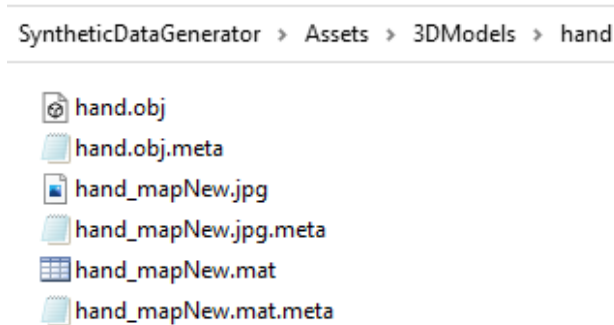 SyntheticDataGenerator > Assets > 3DModels > hand
hand.obj
hand.obj.meta
hand_mapNew.jpg
hand_mapNew.jpg.meta
hand_mapNew.mat
hand_mapNew.mat.meta